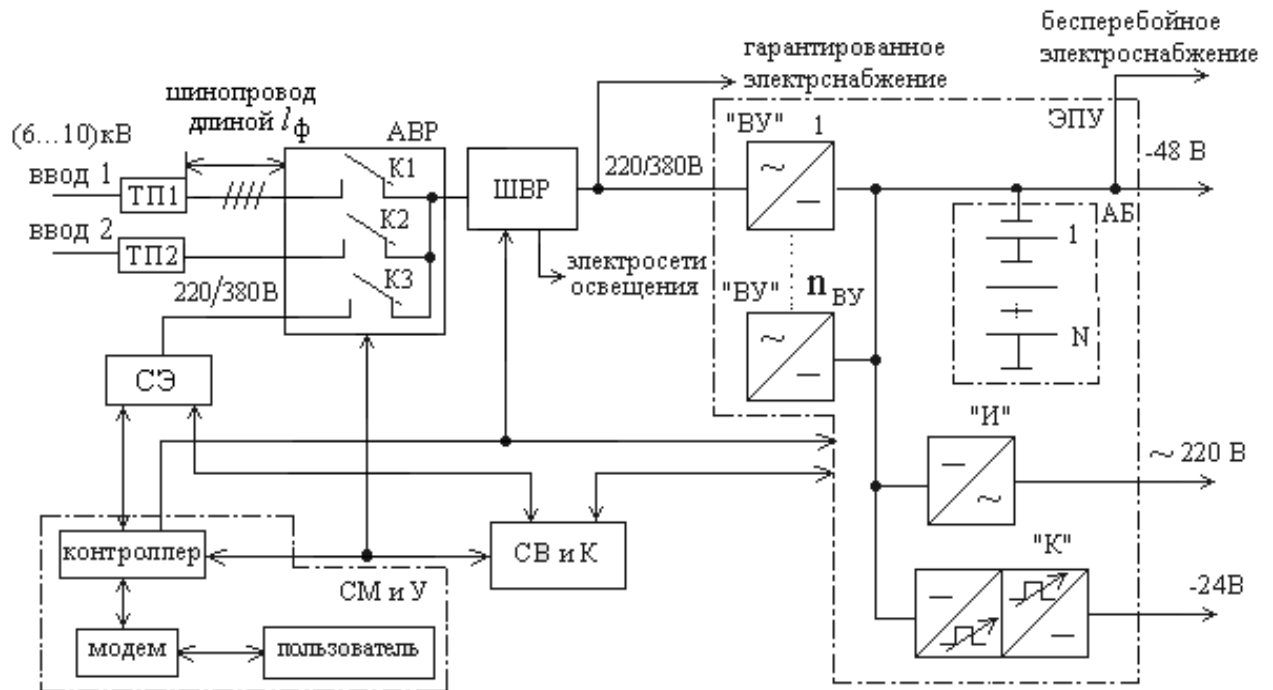 бесперебойное
электроснабжение
гарантированное
электрснабжение
шинопровод
длиной lф
(6...10)кВ
АВР
"ВУ"
1
ЭПУ
ввод 1
ТП1
К1
ШВР
220/380В
-48 В
ввод 2
ТП2
К2
АБ
1
электросети
освещения
220/380В
К3
"ВУ"
n ВУ
N
СЭ
"И"
~ 220 В
контроллер
СВ и К
"К"
СМ и У
-24В
модем
пользователь